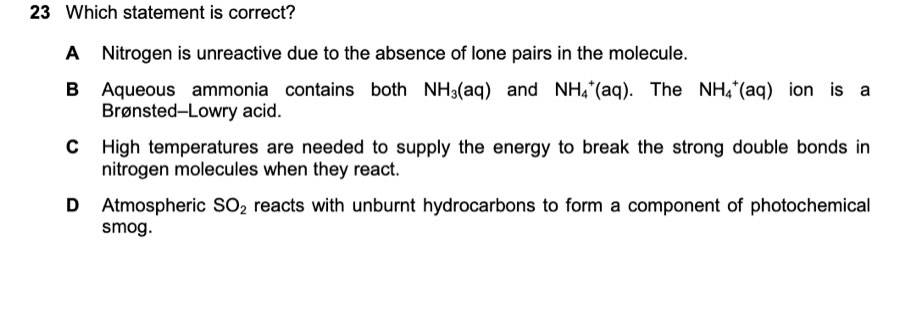 23 Which statement is correct?
A Nitrogen is unreactive due to the absence of lone pairs in the molecule.
B Aqueous ammonia contains both NH₃(aq) and NH₄⁺(aq). The NH₄⁺(aq) ion is a
Brønsted–Lowry acid.
C High temperatures are needed to supply the energy to break the strong double bonds in
nitrogen molecules when they react.
D Atmospheric SO₂ reacts with unburnt hydrocarbons to form a component of photochemical
smog.